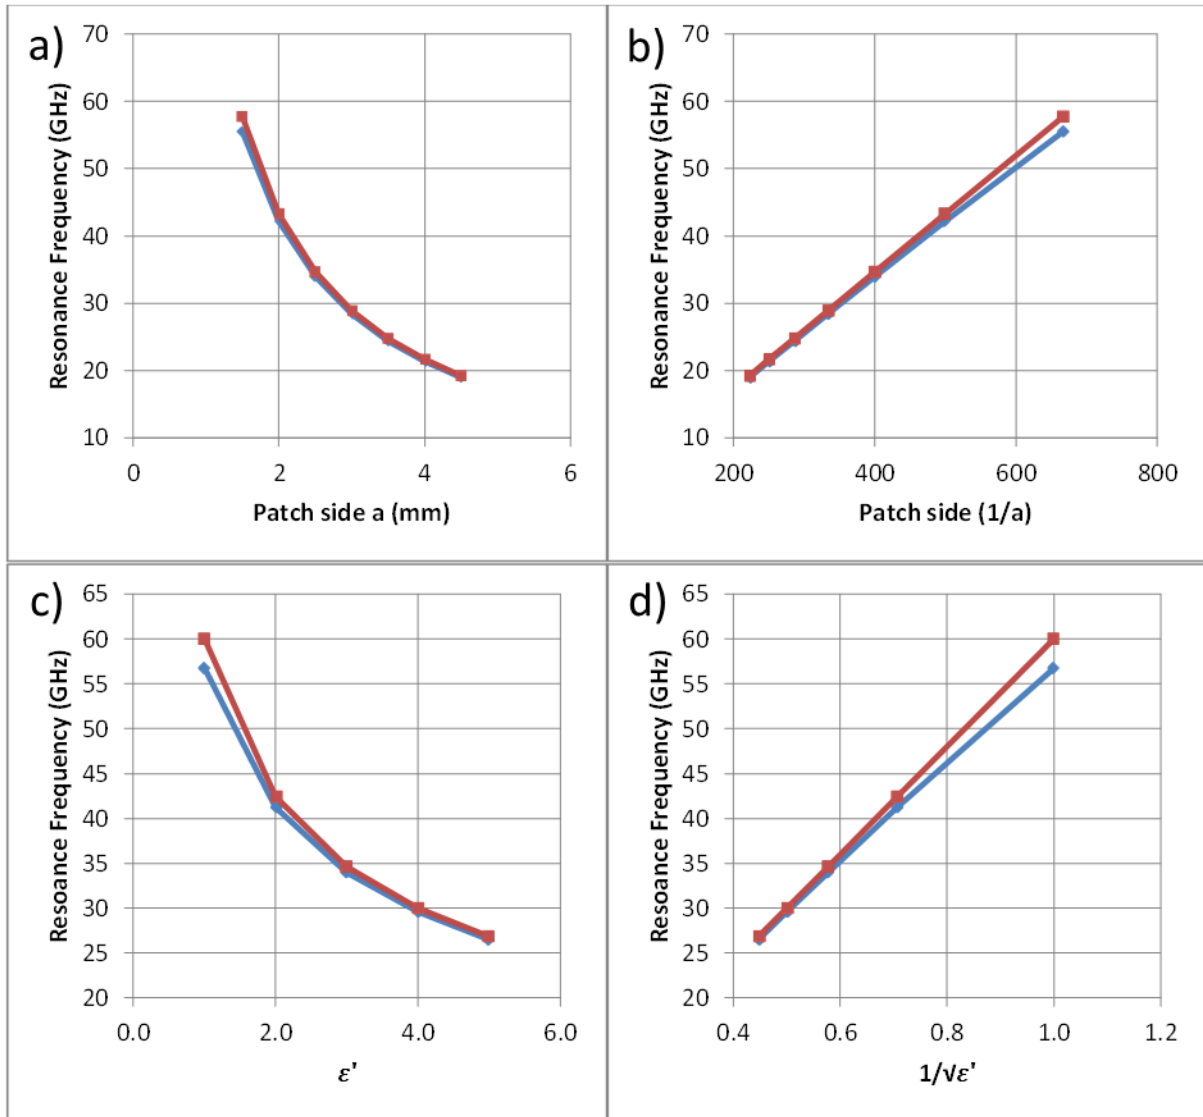 a)
Resonance Frequency (GHz)
70
60
50
40
30
20
10
0 2 4 6
Patch side a (mm)
b)
Resonance Frequency (GHz)
70
60
50
40
30
20
10
200 400 600 800
Patch side (1/a)
c)
Resoance Frequency (GHz)
65
60
55
50
45
40
35
30
25
20
0.0 2.0 4.0 6.0
ε'
d)
Resoance Frequency (GHz)
65
60
55
50
45
40
35
30
25
20
0.4 0.6 0.8 1.0 1.2
1/√ε'